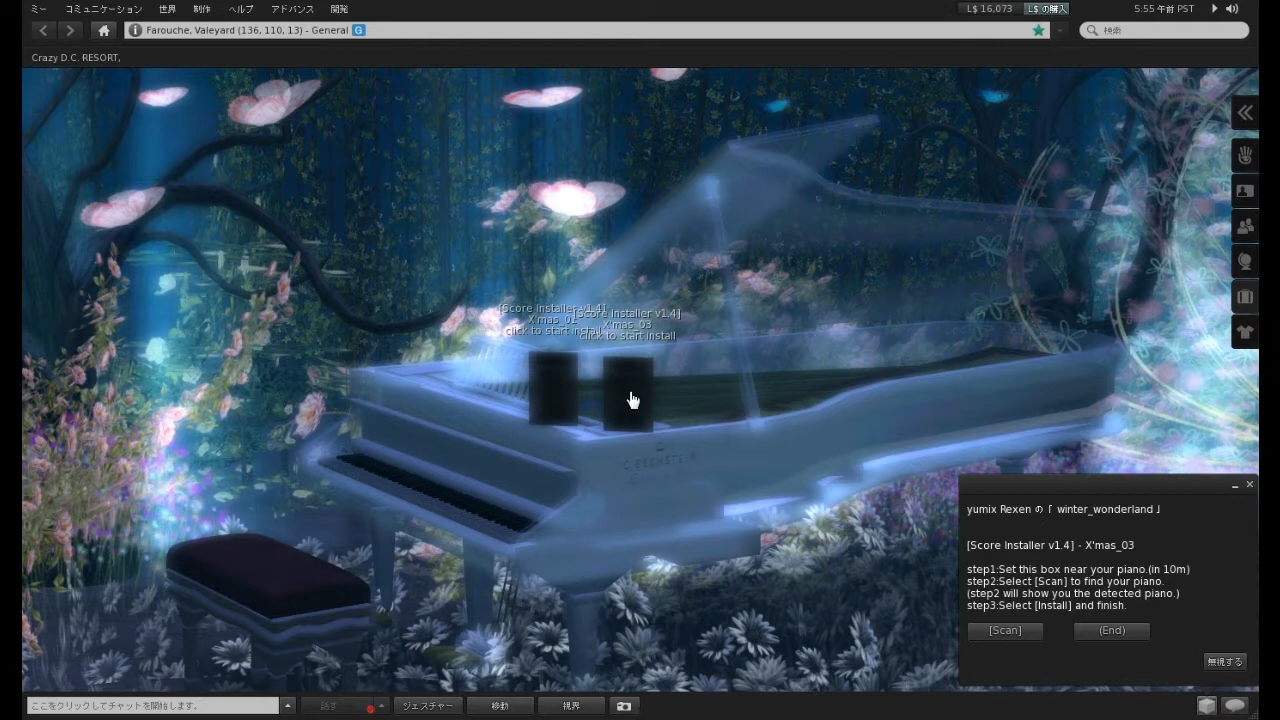 ミー コミュニケーション 世界 制作 ヘルプ アドバンス 開発 L$ 16,073 L$ の購入 5:55 午前 PST
Farouche, Valeyard (136, 110, 13) - General G 検索
Crazy D.C. RESORT,
[Score Installer v1.4]
X'mas_01
click to start install
[Score Installer v1.4]
X'mas_03
click to start install
C.BECHSTEIN
yumix Rexen の「 winter_wonderland 」
[Score Installer v1.4] - X'mas_03
step1:Set this box near your piano.(in 10m)
step2:Select [Scan] to find your piano.
(step2 will show you the detected piano.)
step3:Select [Install] and finish.
[Scan] (End)
無視する
ここをクリックしてチャットを開始します。 話す ジェスチャー 移動 視界